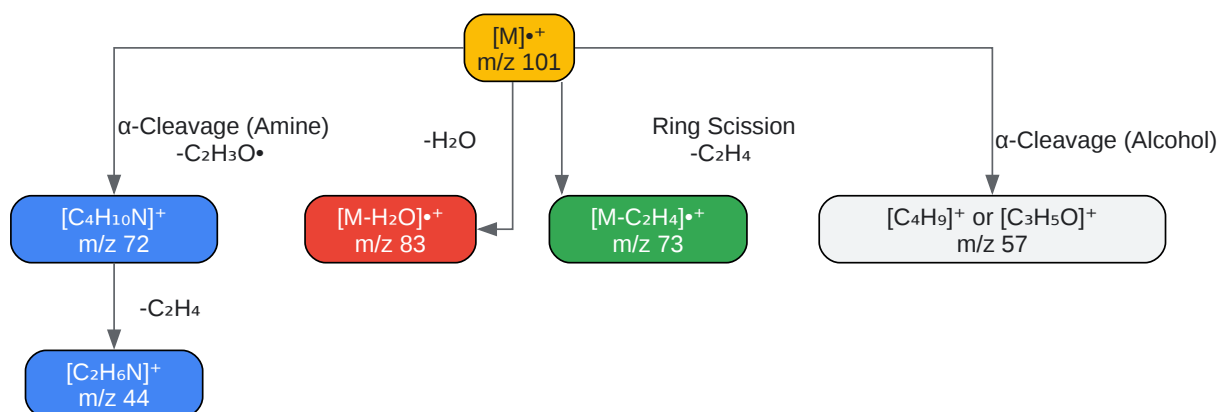 [M]•⁺
m/z 101
α-Cleavage (Amine)
-C₂H₃O•
-H₂O
Ring Scission
-C₂H₄
α-Cleavage (Alcohol)
[C₄H₁₀N]⁺
m/z 72
[M-H₂O]•⁺
m/z 83
[M-C₂H₄]•⁺
m/z 73
[C₄H₉]⁺ or [C₃H₅O]⁺
m/z 57
-C₂H₄
[C₂H₆N]⁺
m/z 44